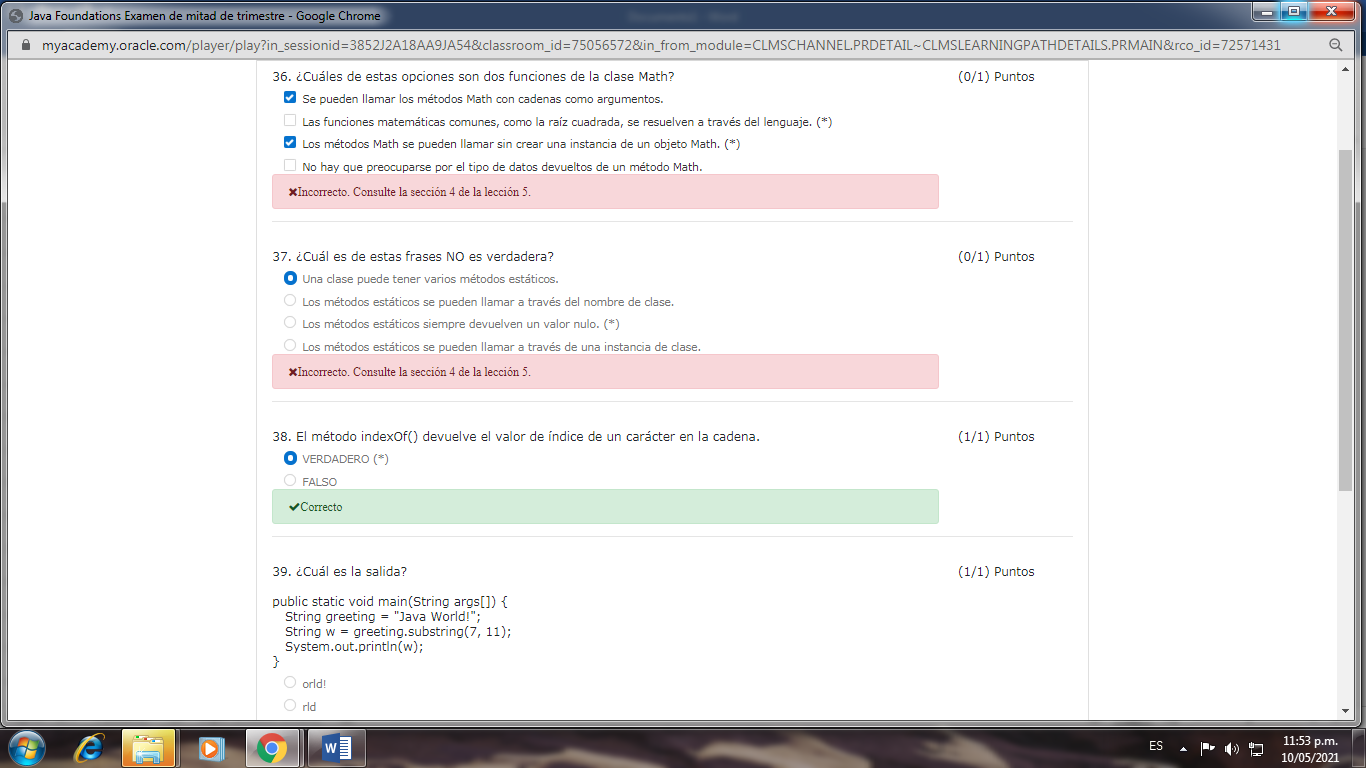 Java Foundations Examen de mitad de trimestre - Google Chrome
myacademy.oracle.com/player/play?in_sessionid=3852J2A18AA9JA54&classroom_id=75056572&in_from_module=CLMSCHANNEL.PRDETAIL~CLMSLEARNINGPATHDETAILS.PRMAIN&rco_id=72571431
36. ¿Cuáles de estas opciones son dos funciones de la clase Math? (0/1) Puntos
Se pueden llamar los métodos Math con cadenas como argumentos.
Las funciones matemáticas comunes, como la raíz cuadrada, se resuelven a través del lenguaje. (*)
Los métodos Math se pueden llamar sin crear una instancia de un objeto Math. (*)
No hay que preocuparse por el tipo de datos devueltos de un método Math.
Incorrecto. Consulte la sección 4 de la lección 5.
37. ¿Cuál es de estas frases NO es verdadera? (0/1) Puntos
Una clase puede tener varios métodos estáticos.
Los métodos estáticos se pueden llamar a través del nombre de clase.
Los métodos estáticos siempre devuelven un valor nulo. (*)
Los métodos estáticos se pueden llamar a través de una instancia de clase.
Incorrecto. Consulte la sección 4 de la lección 5.
38. El método indexOf() devuelve el valor de índice de un carácter en la cadena. (1/1) Puntos
VERDADERO (*)
FALSO
Correcto
39. ¿Cuál es la salida? (1/1) Puntos
public static void main(String args[]) {
String greeting = "Java World!";
String w = greeting.substring(7, 11);
System.out.println(w);
}
orld!
rld
ES
11:53 p.m.
10/05/2021